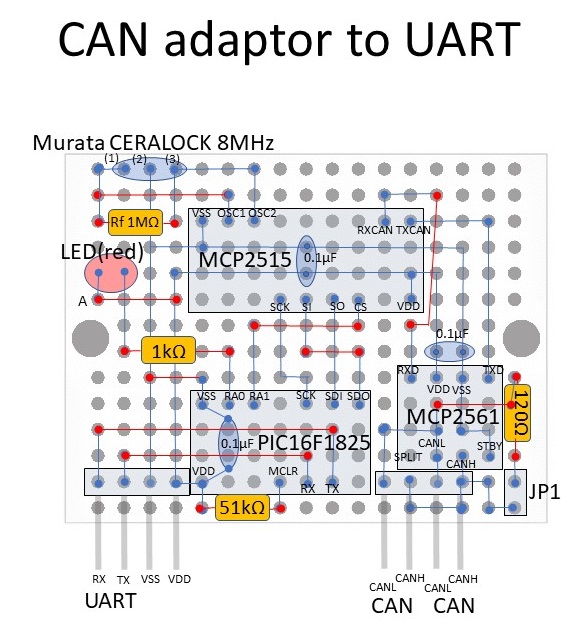 CAN adaptor to UART
Murata CERALOCK 8MHz
(1) (2) (3)
VSS OSC1 OSC2
Rf 1MΩ
RXCAN TXCAN
LED(red)
MCP2515
0.1μF
A
SCK SI SO CS VDD
0.1μF
1kΩ
RXD TXD
VDD VSS
VSS RA0 RA1 SCK SDI SDO
120Ω
MCP2561
0.1μF PIC16F1825
CANL STBY
SPLIT CANH
VDD MCLR
RX TX
JP1
51kΩ
RX TX VSS VDD
CANL CANH CANL CANH
UART
CAN CAN